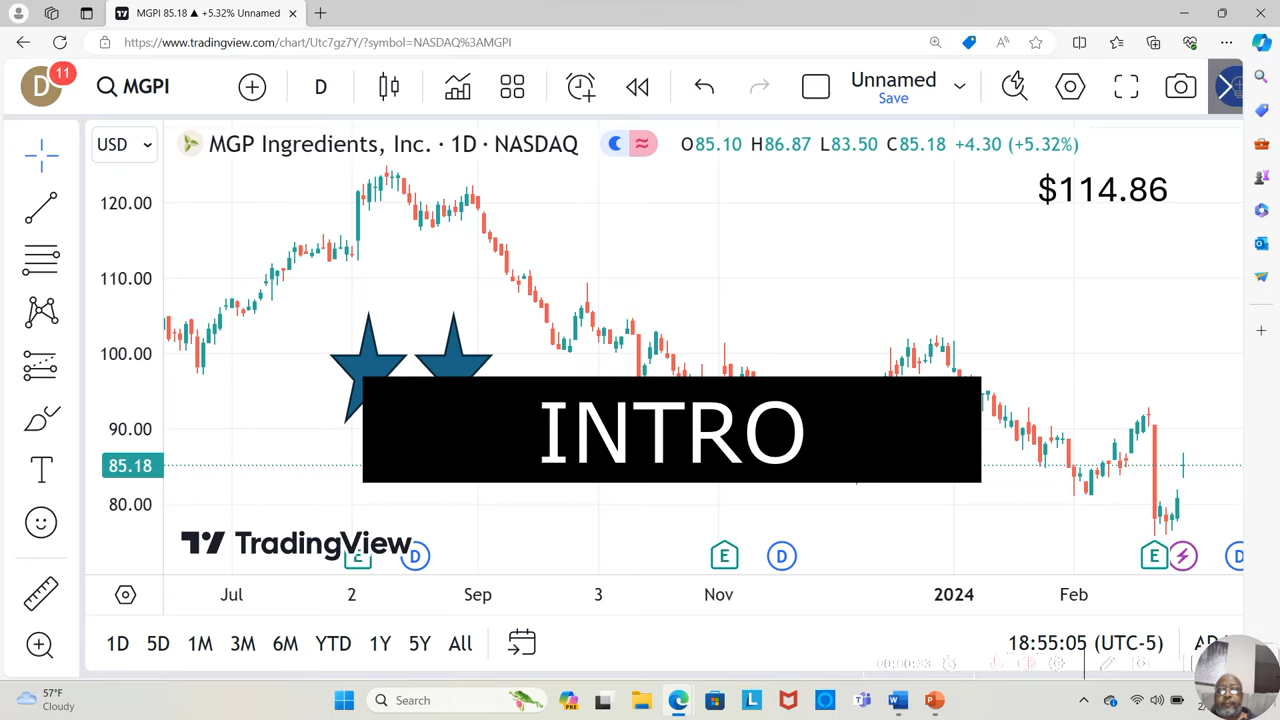 MGPI 85.18 ▲ +5.32% Unnamed
https://www.tradingview.com/chart/Utc7gz7Y/?symbol=NASDAQ%3AMGPI
D
11
MGPI
D
Unnamed
Save
USD
MGP Ingredients, Inc. · 1D · NASDAQ
O85.10 H86.87 L83.50 C85.18 +4.30 (+5.32%)
$114.86
120.00
110.00
100.00
90.00
85.18
80.00
INTRO
TradingView
E
D
E
D
E
D
Jul
2
Sep
3
Nov
2024
Feb
1D
5D
1M
3M
6M
YTD
1Y
5Y
All
18:55:05 (UTC-5)
00:00:33
57°F
Cloudy
Search